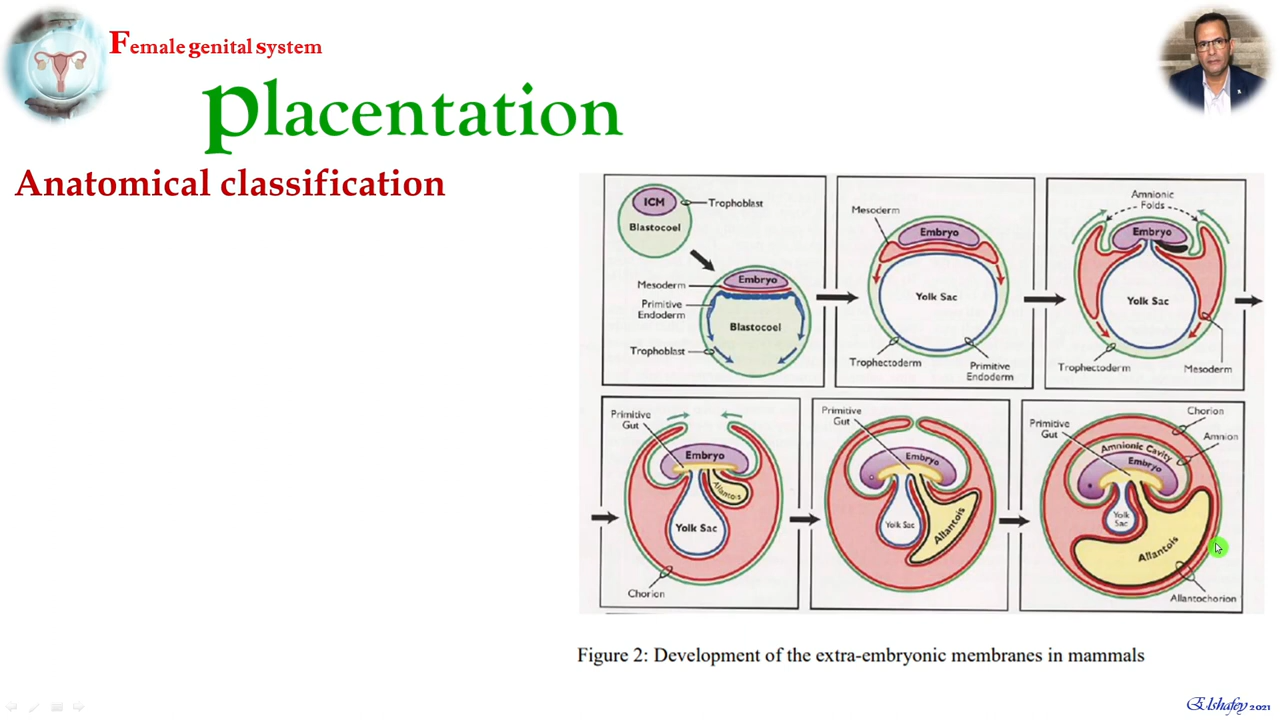 Female genital system
placentation
Anatomical classification
ICM
Trophoblast
Blastocoel
Embryo
Mesoderm
Primitive
Endoderm
Blastocoel
Trophoblast
Mesoderm
Embryo
Yolk Sac
Trophectoderm
Primitive
Endoderm
Amnionic
Folds
Embryo
Yolk Sac
Trophectoderm
Mesoderm
Primitive
Gut
Embryo
Allantois
Yolk Sac
Chorion
Primitive
Gut
Embryo
Yolk Sac
Allantois
Chorion
Primitive
Gut
Amnion
Amnionic Cavity
Embryo
Yolk
Sac
Allantois
Allantochorion
Figure 2: Development of the extra-embryonic membranes in mammals
Elshafey 2021